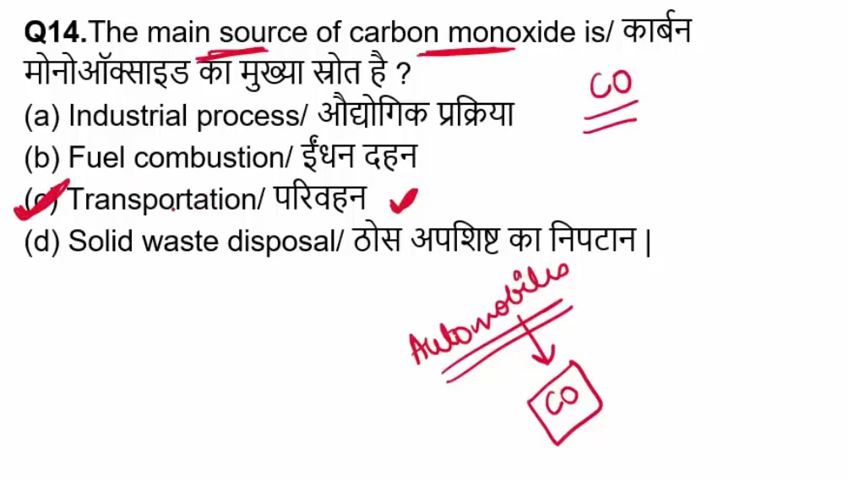 Q14.The main source of carbon monoxide is/ कार्बन
मोनोऑक्साइड का मुख्या स्रोत है ?
CO
(a) Industrial process/ औद्योगिक प्रक्रिया
(b) Fuel combustion/ ईंधन दहन
(c) Transportation/ परिवहन
(d) Solid waste disposal/ ठोस अपशिष्ट का निपटान |
Automobiles
CO